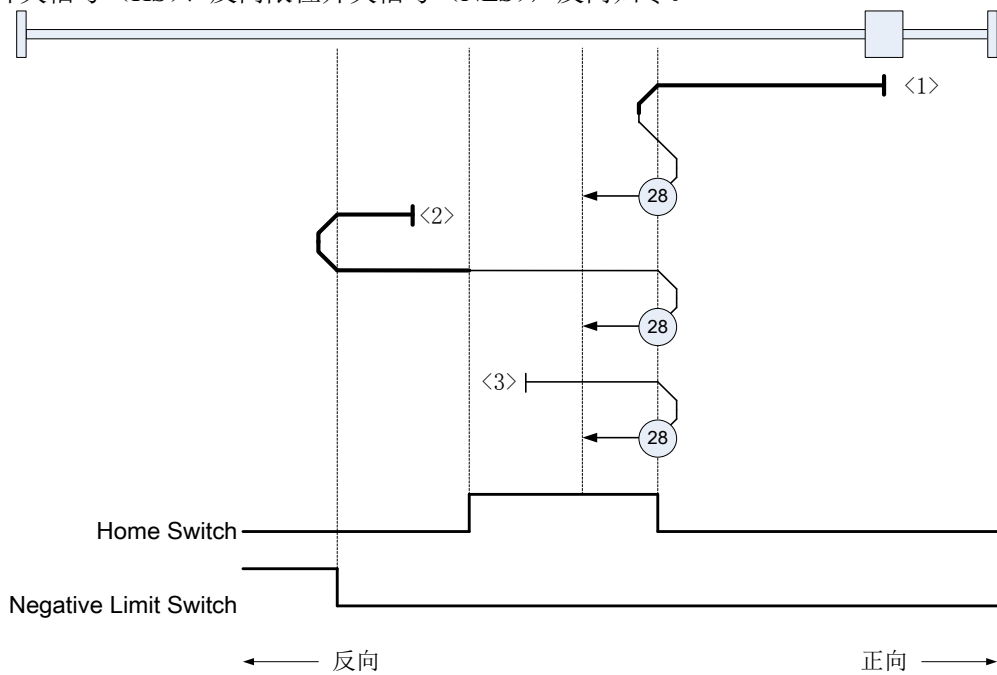 <1>
28
<2>
28
<3>
28
Home Switch
Negative Limit Switch
反向
正向